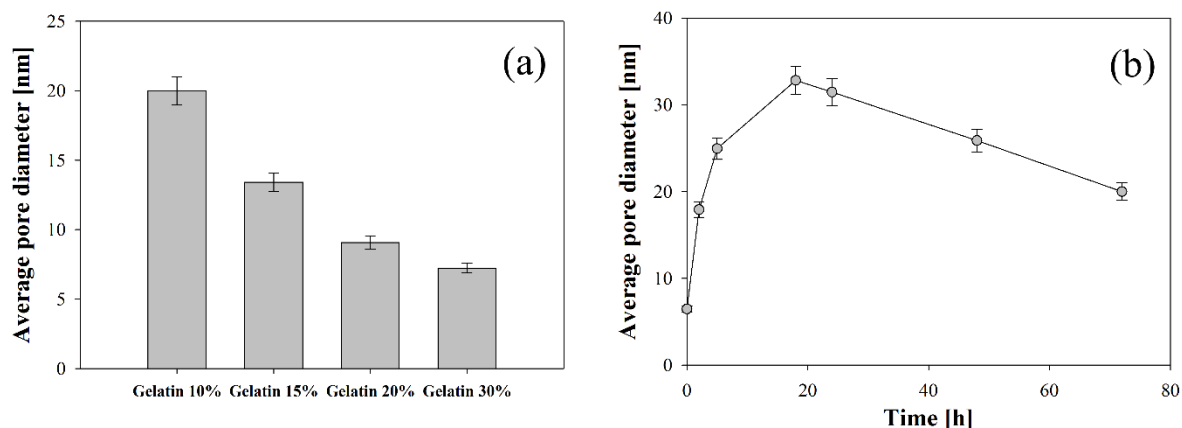 (a)
Average pore diameter [nm]
25
20
15
10
5
0
Gelatin 10% Gelatin 15% Gelatin 20% Gelatin 30%
(b)
Average pore diameter [nm]
40
30
20
10
0
0 20 40 60 80
Time [h]